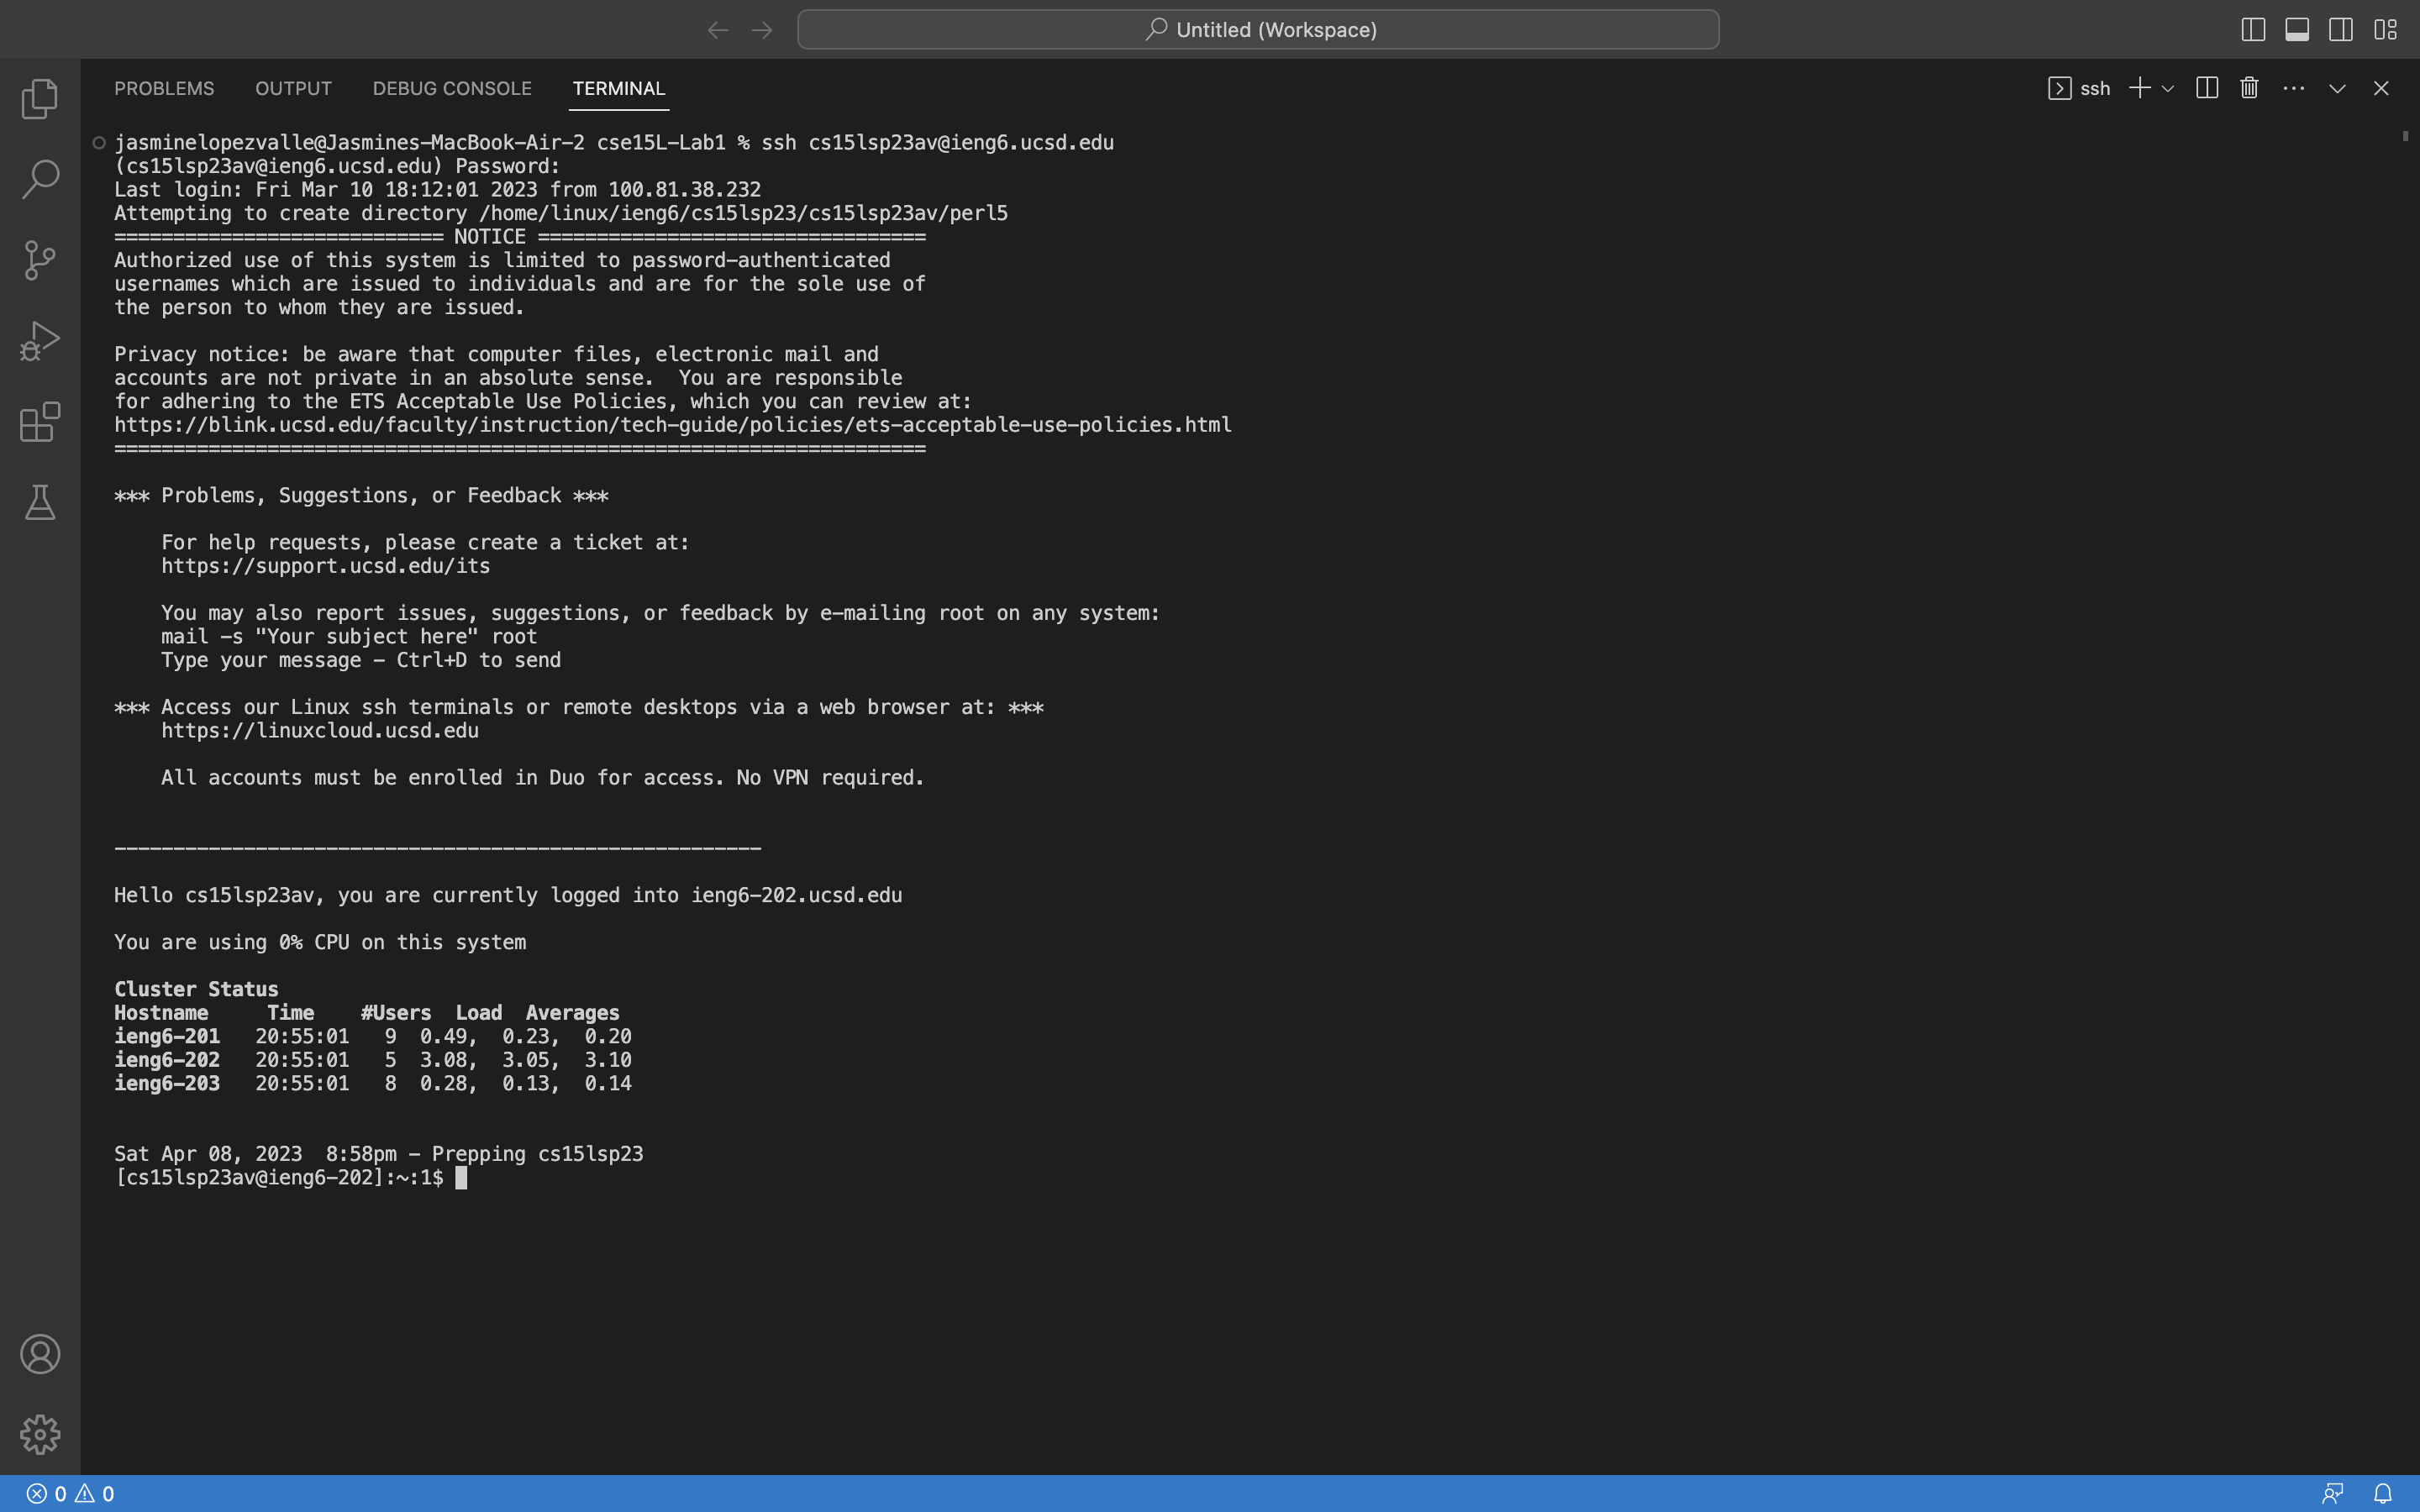 Untitled (Workspace)
PROBLEMS OUTPUT DEBUG CONSOLE TERMINAL ssh
jasminelopezvalle@Jasmines-MacBook-Air-2 cse15L-Lab1 % ssh cs15lsp23av@ieng6.ucsd.edu
(cs15lsp23av@ieng6.ucsd.edu) Password:
Last login: Fri Mar 10 18:12:01 2023 from 100.81.38.232
Attempting to create directory /home/linux/ieng6/cs15lsp23/cs15lsp23av/perl5
============================ NOTICE =================================
Authorized use of this system is limited to password-authenticated
usernames which are issued to individuals and are for the sole use of
the person to whom they are issued.
Privacy notice: be aware that computer files, electronic mail and
accounts are not private in an absolute sense.  You are responsible
for adhering to the ETS Acceptable Use Policies, which you can review at:
https://blink.ucsd.edu/faculty/instruction/tech-guide/policies/ets-acceptable-use-policies.html
=====================================================================
*** Problems, Suggestions, or Feedback ***
For help requests, please create a ticket at:
https://support.ucsd.edu/its
You may also report issues, suggestions, or feedback by e-mailing root on any system:
mail -s "Your subject here" root
Type your message - Ctrl+D to send
*** Access our Linux ssh terminals or remote desktops via a web browser at: ***
https://linuxcloud.ucsd.edu
All accounts must be enrolled in Duo for access. No VPN required.
-------------------------------------------------------
Hello cs15lsp23av, you are currently logged into ieng6-202.ucsd.edu
You are using 0% CPU on this system
Cluster Status
Hostname     Time    #Users  Load  Averages
ieng6-201   20:55:01   9  0.49,  0.23,  0.20
ieng6-202   20:55:01   5  3.08,  3.05,  3.10
ieng6-203   20:55:01   8  0.28,  0.13,  0.14
Sat Apr 08, 2023  8:58pm - Prepping cs15lsp23
[cs15lsp23av@ieng6-202]:~:1$
0 0